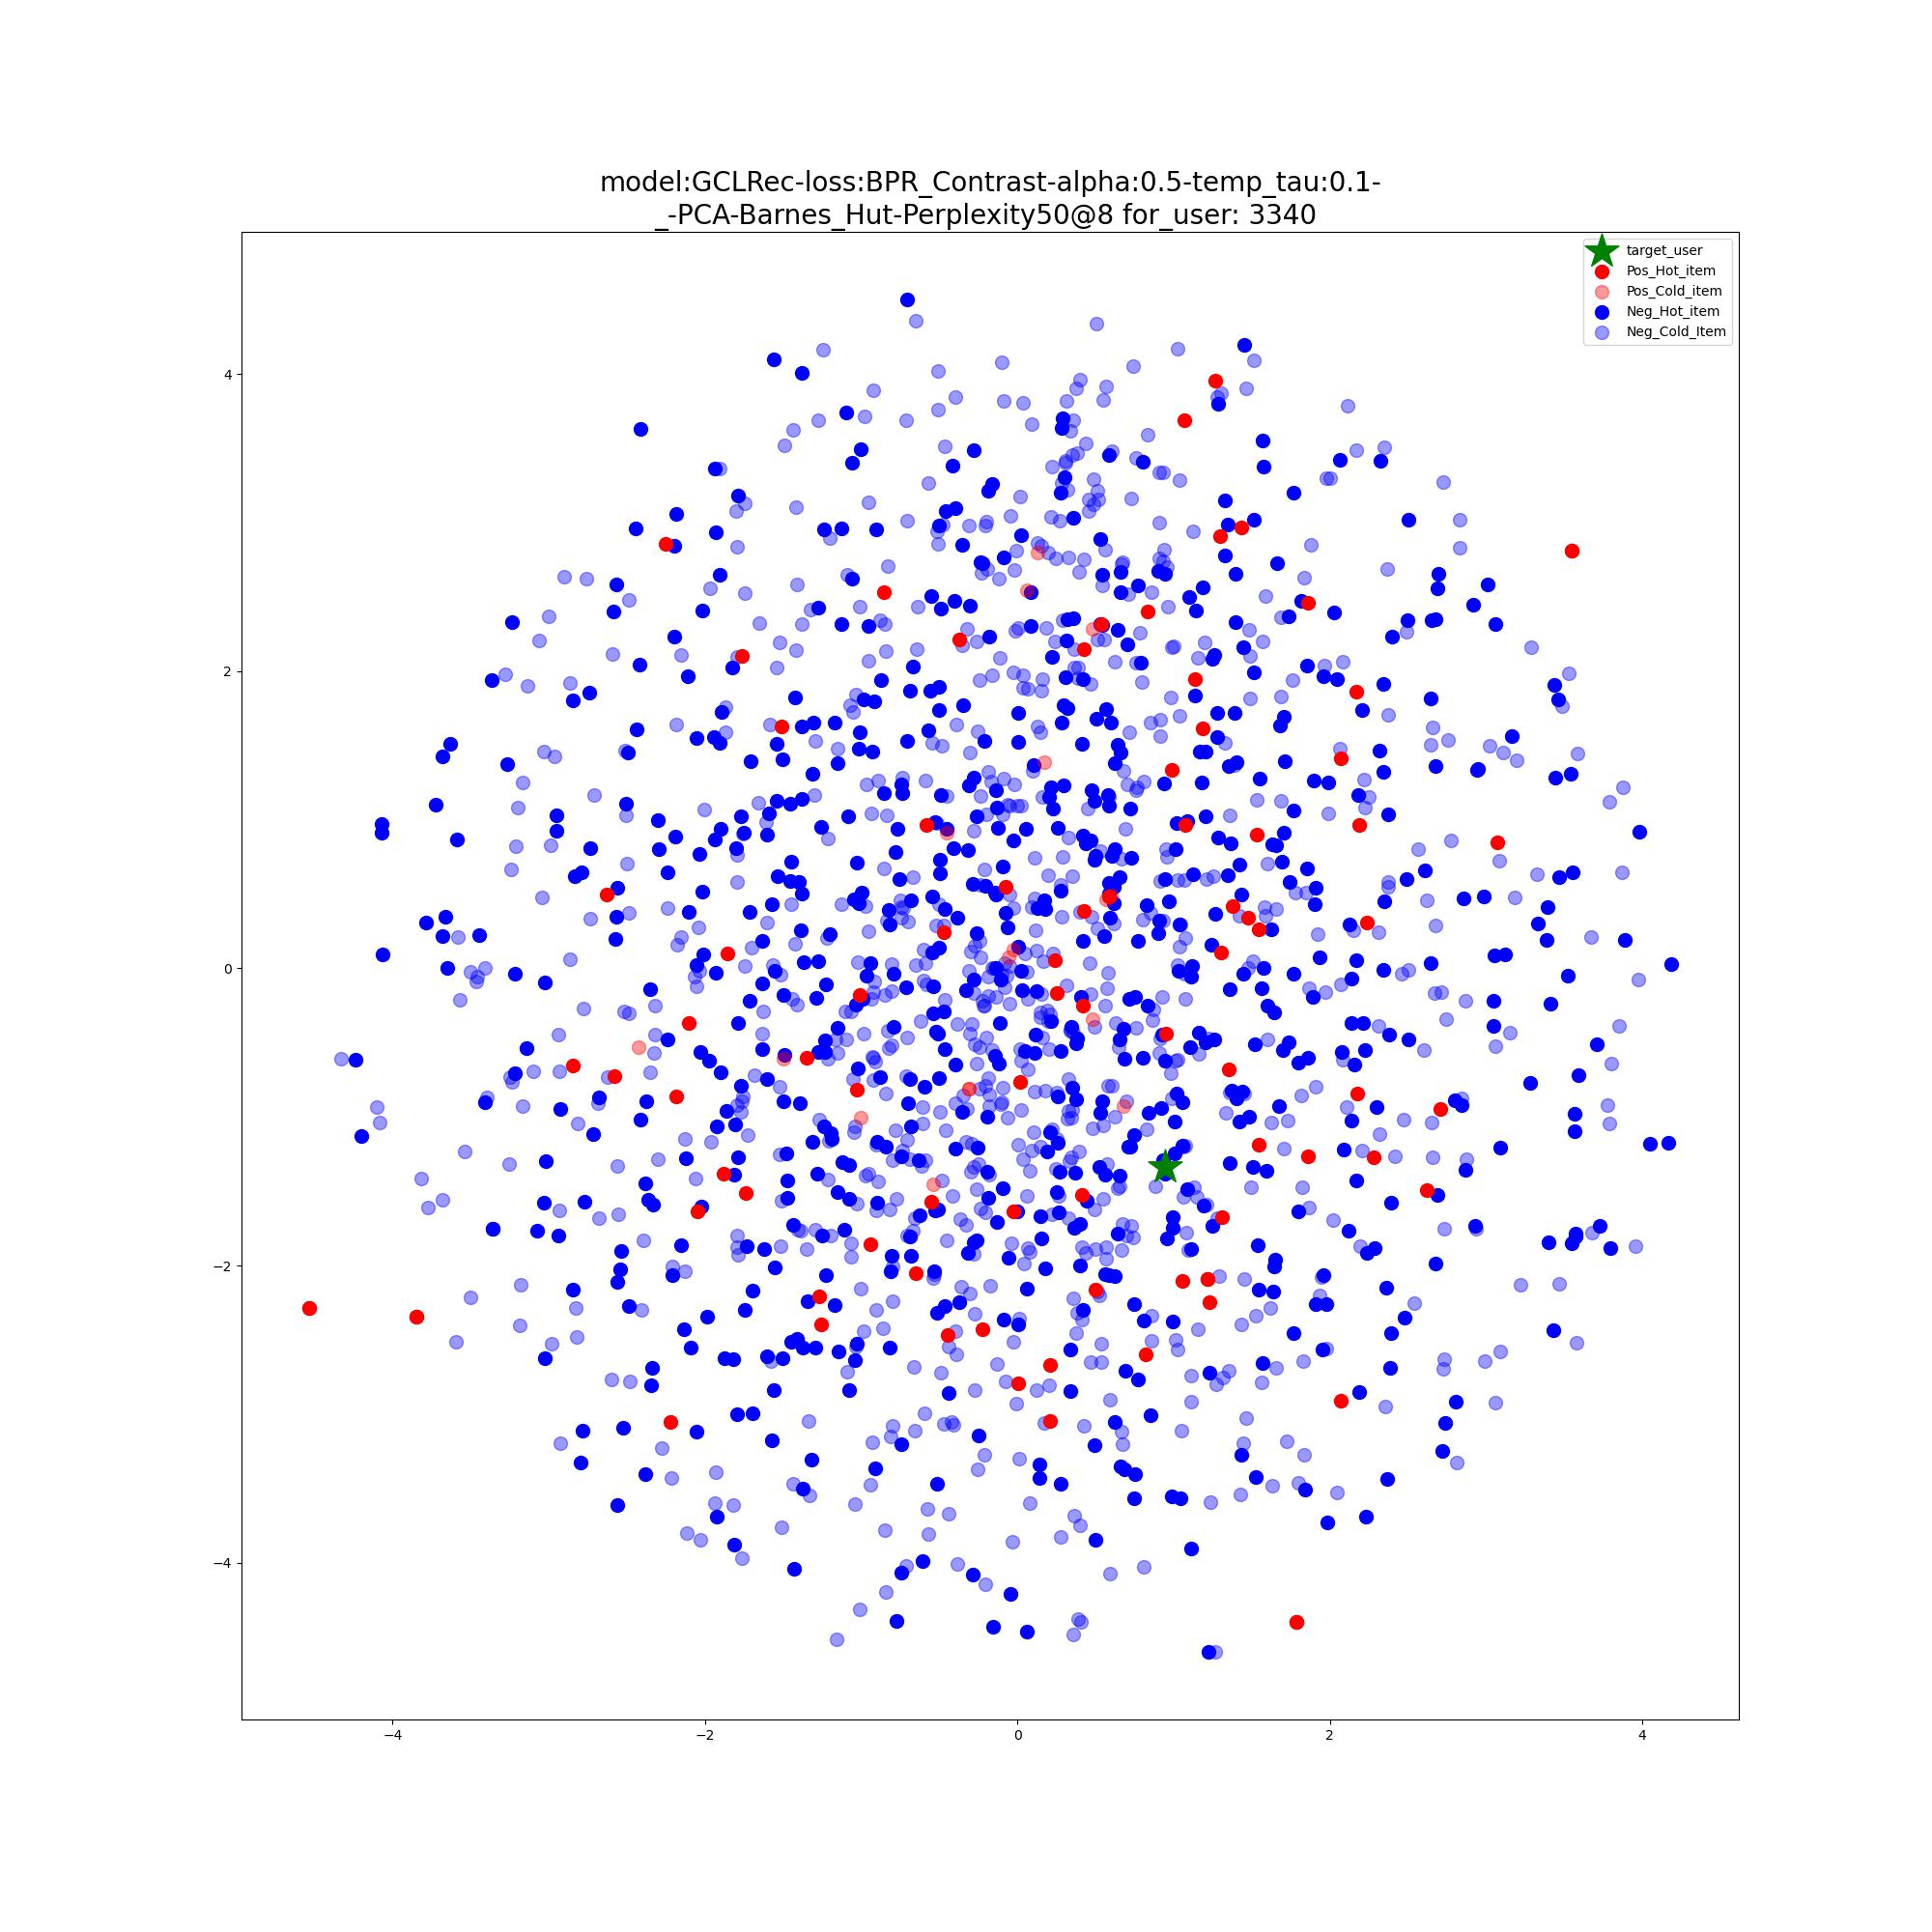 model:GCLRec-loss:BPR_Contrast-alpha:0.5-temp_tau:0.1-
_-PCA-Barnes_Hut-Perplexity50@8 for_user: 3340
target_user
Pos_Hot_item
Pos_Cold_item
Neg_Hot_item
Neg_Cold_Item
4
2
0
−2
−4
−4
−2
0
2
4